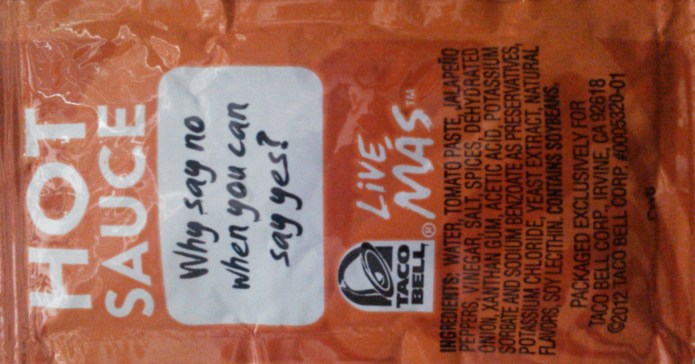 HOT
SAUCE
Why say no
when you can
say yes?
LIVE
MÁS™
TACO
BELL®
INGREDIENTS: WATER, TOMATO PASTE, JALAPEÑO
PEPPERS, VINEGAR, SALT, SPICES, DEHYDRATED
ONION, XANTHAN GUM, ACETIC ACID, POTASSIUM
SORBATE AND SODIUM BENZOATE AS PRESERVATIVES,
POTASSIUM CHLORIDE, YEAST EXTRACT, NATURAL
FLAVORS, SOY LECITHIN. CONTAINS SOYBEANS.
PACKAGED EXCLUSIVELY FOR
TACO BELL CORP., IRVINE, CA 92618
©2012 TACO BELL CORP. #0005320-01